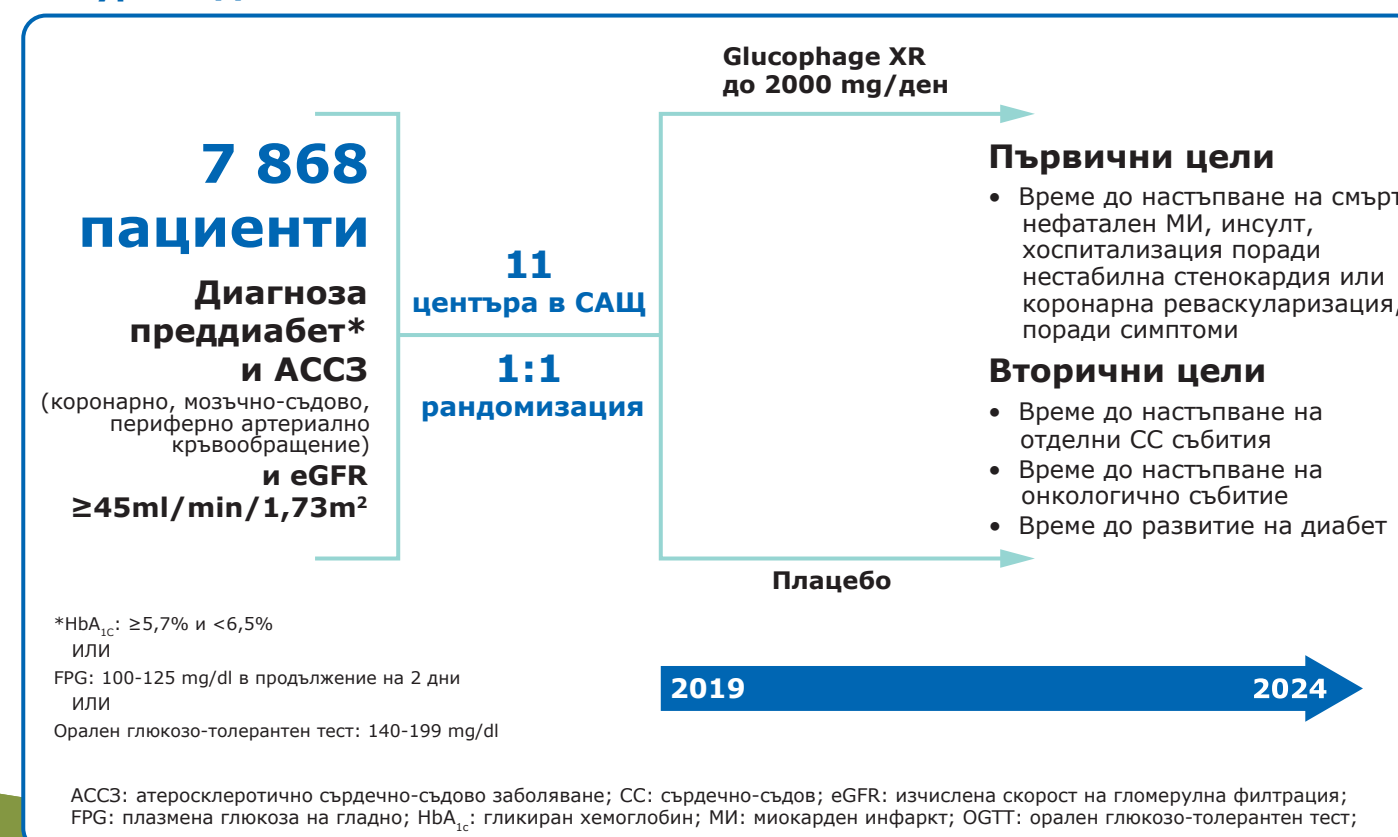 Glucophage XR
до 2000 mg/ден
7 868
пациенти
Диагноза
преддиабет*
и АССЗ
(коронарно, мозъчно-съдово,
периферно артериално
кръвообращение)
и eGFR
≥45ml/min/1,73m²
11
центъра в САЩ
1:1
рандомизация
Първични цели
• Време до настъпване на смърт
нефатален МИ, инсулт,
хоспитализация поради
нестабилна стенокардия или
коронарна реваскуларизация,
поради симптоми
Вторични цели
• Време до настъпване на
отделни СС събития
• Време до настъпване на
онкологично събитие
• Време до развитие на диабет
Плацебо
*HbA1C: ≥5,7% и <6,5%
ИЛИ
FPG: 100-125 mg/dl в продължение на 2 дни
ИЛИ
Орален глюкозо-толерантен тест: 140-199 mg/dl
2019 2024
АССЗ: атеросклеротично сърдечно-съдово заболяване; СС: сърдечно-съдов; eGFR: изчислена скорост на гломерулна филтрация;
FPG: плазмена глюкоза на гладно; HbA1c: гликиран хемоглобин; МИ: миокарден инфаркт; OGTT: орален глюкозо-толерантен тест;